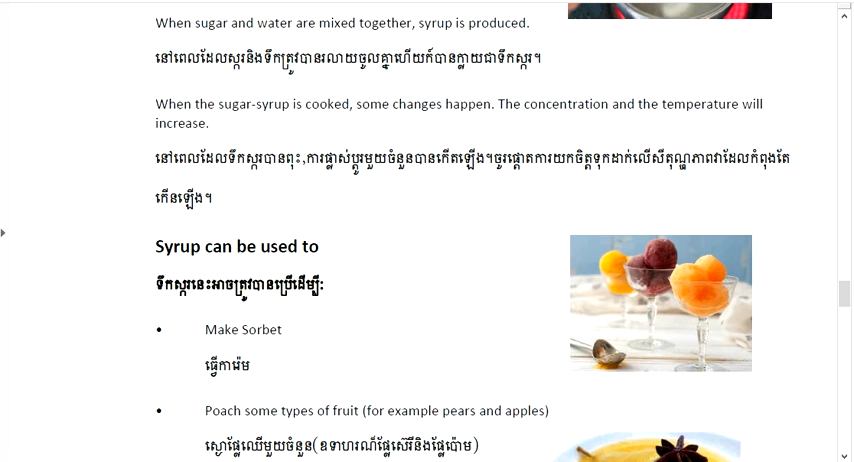 When sugar and water are mixed together, syrup is produced.
នៅពេលដែលស្ករនិងទឹកត្រូវបានរលាយចូលគ្នាហើយក៍បានក្លាយជាទឹកស្ករ។
When the sugar-syrup is cooked, some changes happen. The concentration and the temperature will
increase.
នៅពេលដែលទឹកស្ករបានពុះ,ការផ្លាស់ប្តូរមួយចំនួនបានកើតឡើង។ចូរផ្តោតការយកចិត្តទុកដាក់លើសីតុណ្ហភាពវាដែលកំពុងតែ
កើនឡើង។
Syrup can be used to
ទឹកស្ករនេះអាចត្រូវបានប្រើដើម្បី:
• Make Sorbet
ធ្វើការ៉េម
• Poach some types of fruit (for example pears and apples)
ស្ងោផ្លែឈើមួយចំនួន(ឧទាហរណ៏ផ្លែសេ៊រីនិងផ្លែប៉ោម)